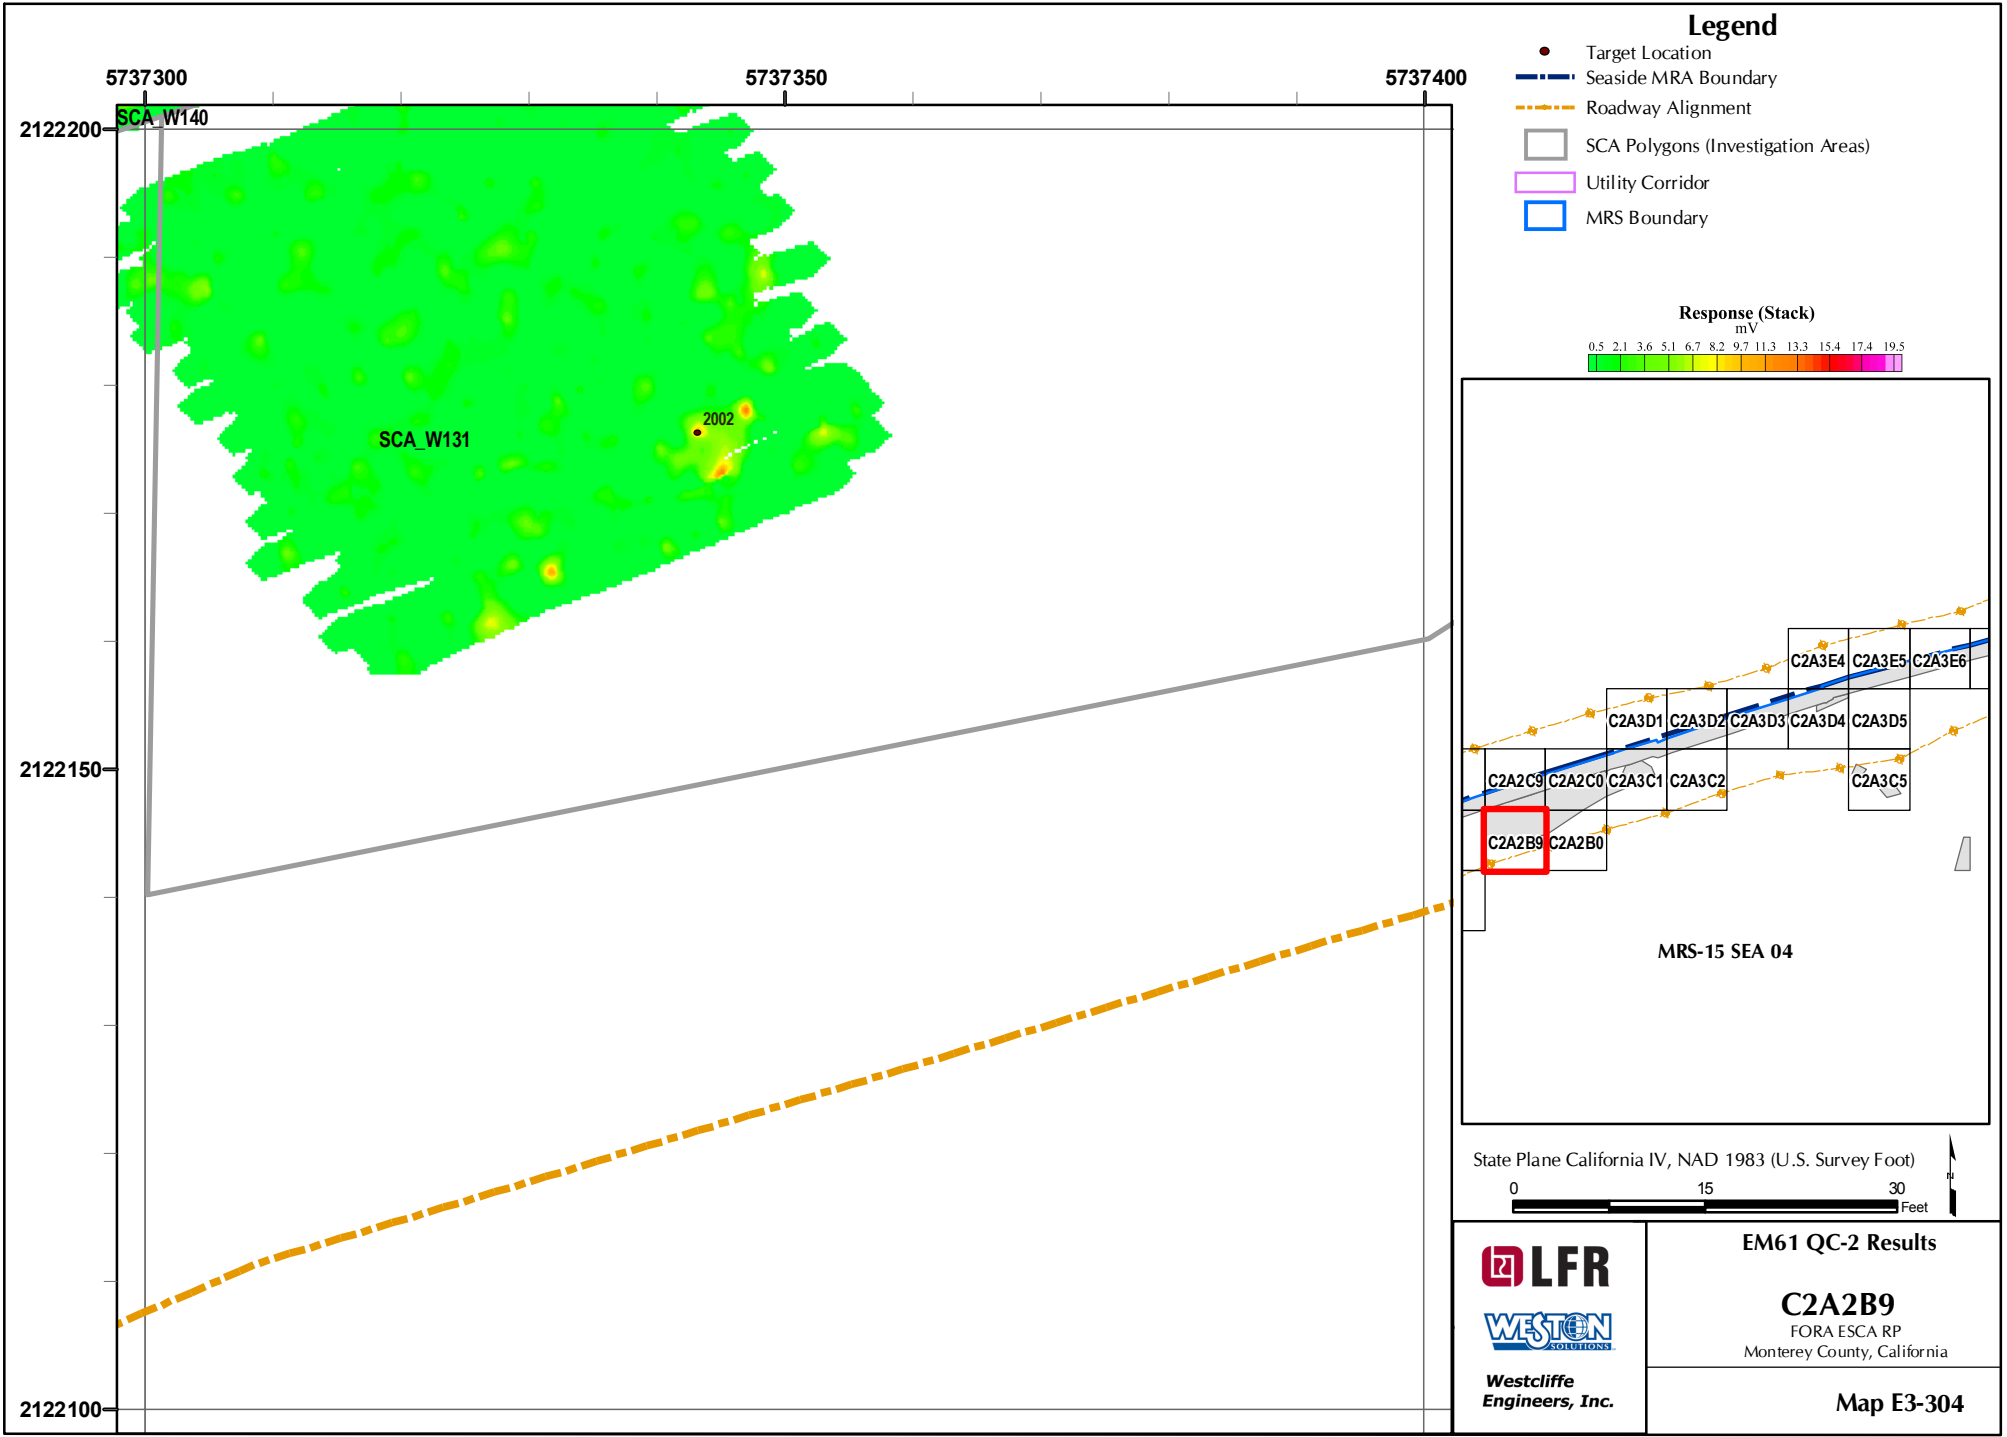 Legend
Target Location
Seaside MRA Boundary
Roadway Alignment
SCA Polygons (Investigation Areas)
Utility Corridor
MRS Boundary
5737300
5737350
5737400
2122200
2122150
2122100
SCA_W140
SCA_W131
2002
Response (Stack)
mV
0.5 2.1 3.6 5.1 6.7 8.2 9.7 11.3 13.3 15.4 17.4 19.5
C2A3E4 C2A3E5 C2A3E6
C2A3D1 C2A3D2 C2A3D3 C2A3D4 C2A3D5
C2A2C9 C2A2C0 C2A3C1 C2A3C2 C2A3C5
C2A2B9 C2A2B0
MRS-15 SEA 04
State Plane California IV, NAD 1983 (U.S. Survey Foot)
0 15 30
Feet
N
LFR
WESTON
SOLUTIONS
Westcliffe
Engineers, Inc.
EM61 QC-2 Results
C2A2B9
FORA ESCA RP
Monterey County, California
Map E3-304